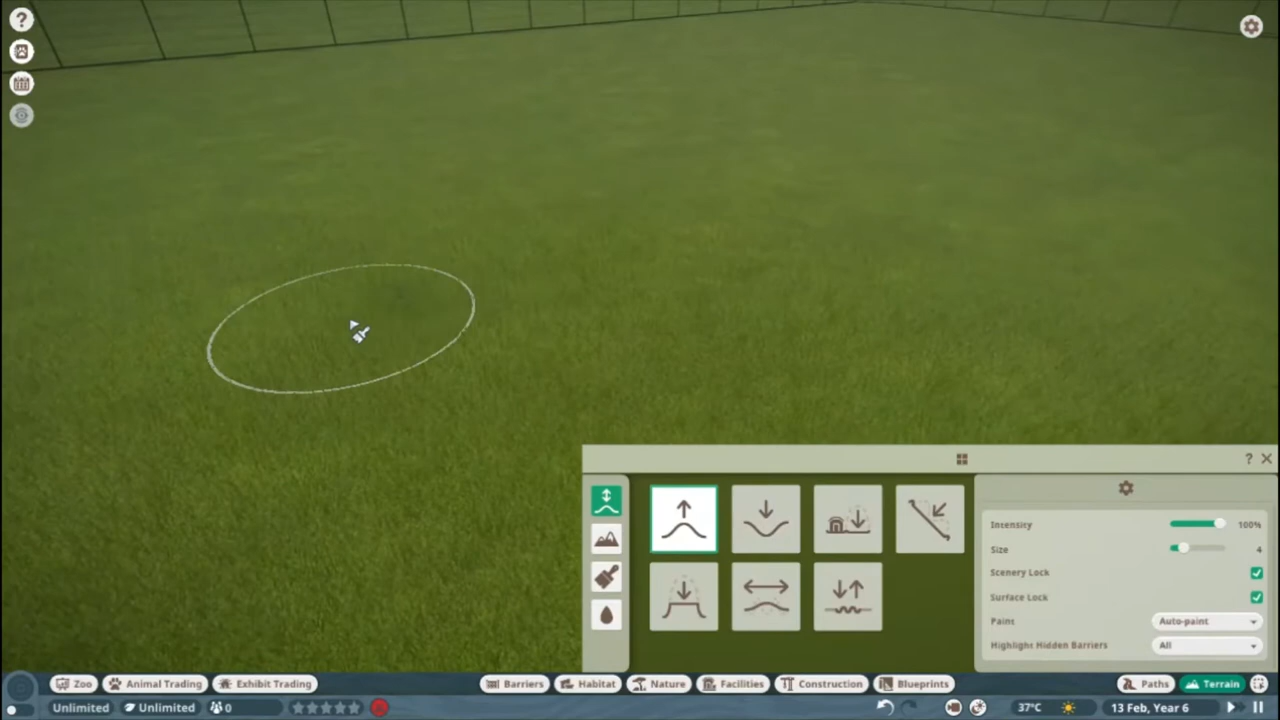 ?
? ×
Intensity 100%
Size 4
Scenery Lock
Surface Lock
Paint Auto-paint
Highlight Hidden Barriers All
Zoo Animal Trading Exhibit Trading Barriers Habitat Nature Facilities Construction Blueprints Paths Terrain
Unlimited Unlimited 0 37°C 13 Feb, Year 6